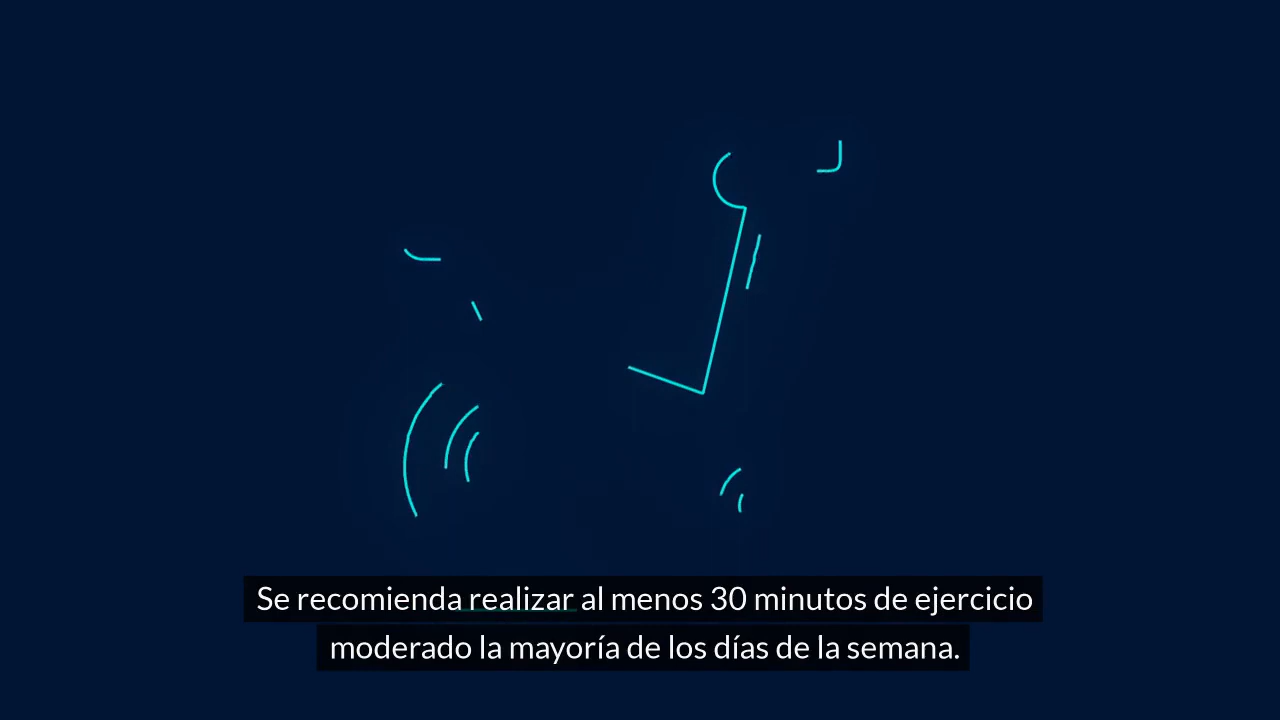 Se recomienda realizar al menos 30 minutos de ejercicio
moderado la mayoría de los días de la semana.